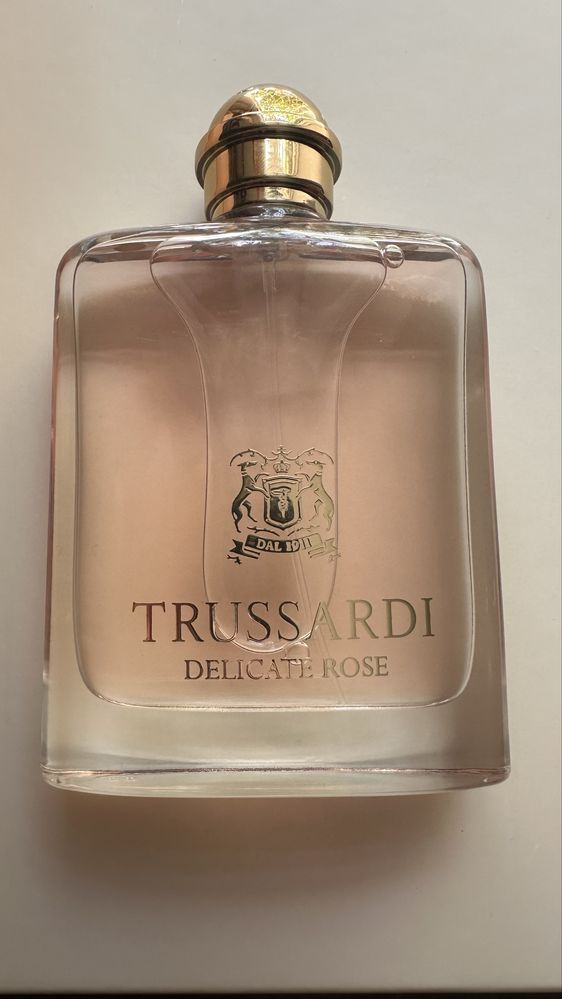 DAL 1911
TRUSSARDI
DELICATE ROSE